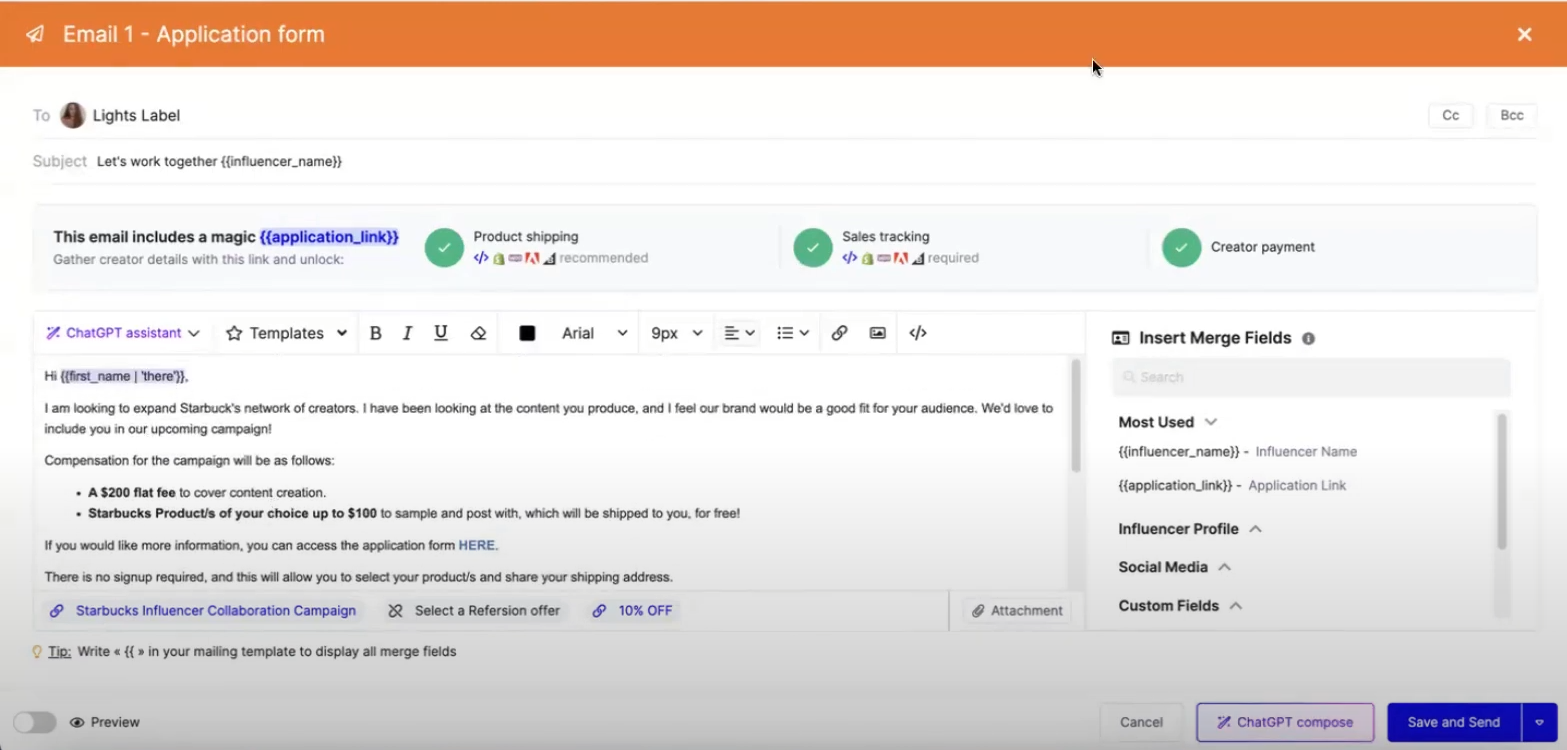 Email 1 - Application form
To Lights Label Cc Bcc
Subject Let's work together {{influencer_name}}
This email includes a magic {{application_link}}
Gather creator details with this link and unlock:
Product shipping
</> recommended
Sales tracking
</> required
Creator payment
ChatGPT assistant Templates B I U Arial 9px </>
Hi {{first_name | 'there'}},
I am looking to expand Starbuck's network of creators. I have been looking at the content you produce, and I feel our brand would be a good fit for your audience. We'd love to
include you in our upcoming campaign!
Compensation for the campaign will be as follows:
• A $200 flat fee to cover content creation.
• Starbucks Product/s of your choice up to $100 to sample and post with, which will be shipped to you, for free!
If you would like more information, you can access the application form HERE.
There is no signup required, and this will allow you to select your product/s and share your shipping address.
Starbucks Influencer Collaboration Campaign Select a Refersion offer 10% OFF Attachment
Insert Merge Fields
Search
Most Used
{{influencer_name}} - Influencer Name
{{application_link}} - Application Link
Influencer Profile
Social Media
Custom Fields
Tip: Write « {{ » in your mailing template to display all merge fields
Preview Cancel ChatGPT compose Save and Send